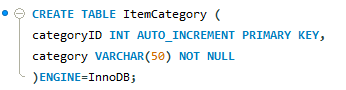 CREATE TABLE ItemCategory (
categoryID INT AUTO_INCREMENT PRIMARY KEY,
category VARCHAR(50) NOT NULL
)ENGINE=InnoDB;